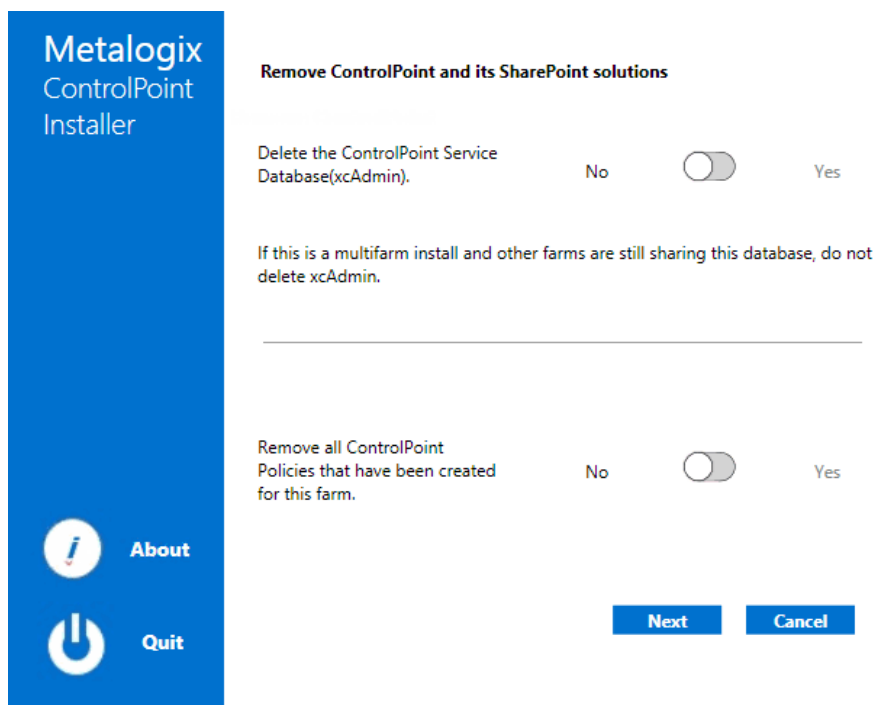 Metalogix
ControlPoint
Installer
Remove ControlPoint and its SharePoint solutions
Delete the ControlPoint Service
Database(xcAdmin).
No
Yes
If this is a multifarm install and other farms are still sharing this database, do not
delete xcAdmin.
Remove all ControlPoint
Policies that have been created
for this farm.
No
Yes
About
Quit
Next
Cancel